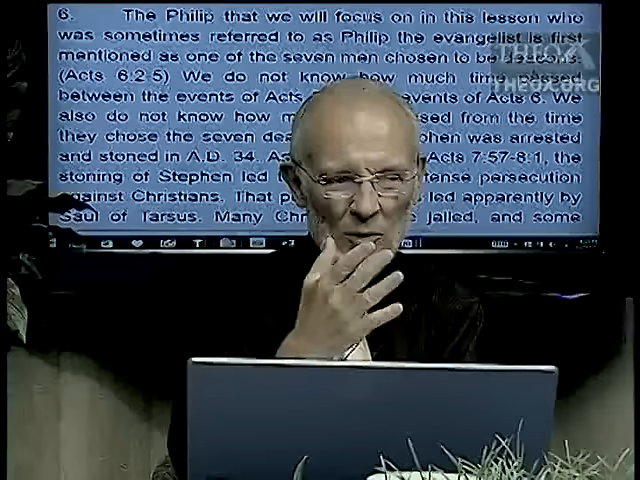 6. The Philip that we will focus on in this lesson who
was sometimes referred to as Philip the evangelist is first
mentioned as one of the seven men chosen to be deacons.
(Acts 6:2-5) We do not know how much time passed
between the events of Acts events of Acts 8. We
also do not know how from the time
they chose the seven was arrested
and stoned in A.D. 34. Acts 7:57-8:1, the
stoning of Stephen led persecution
against Christians. That led apparently by
Saul of Tarsus. Many jailed, and some
THEOX
THEOX.ORG